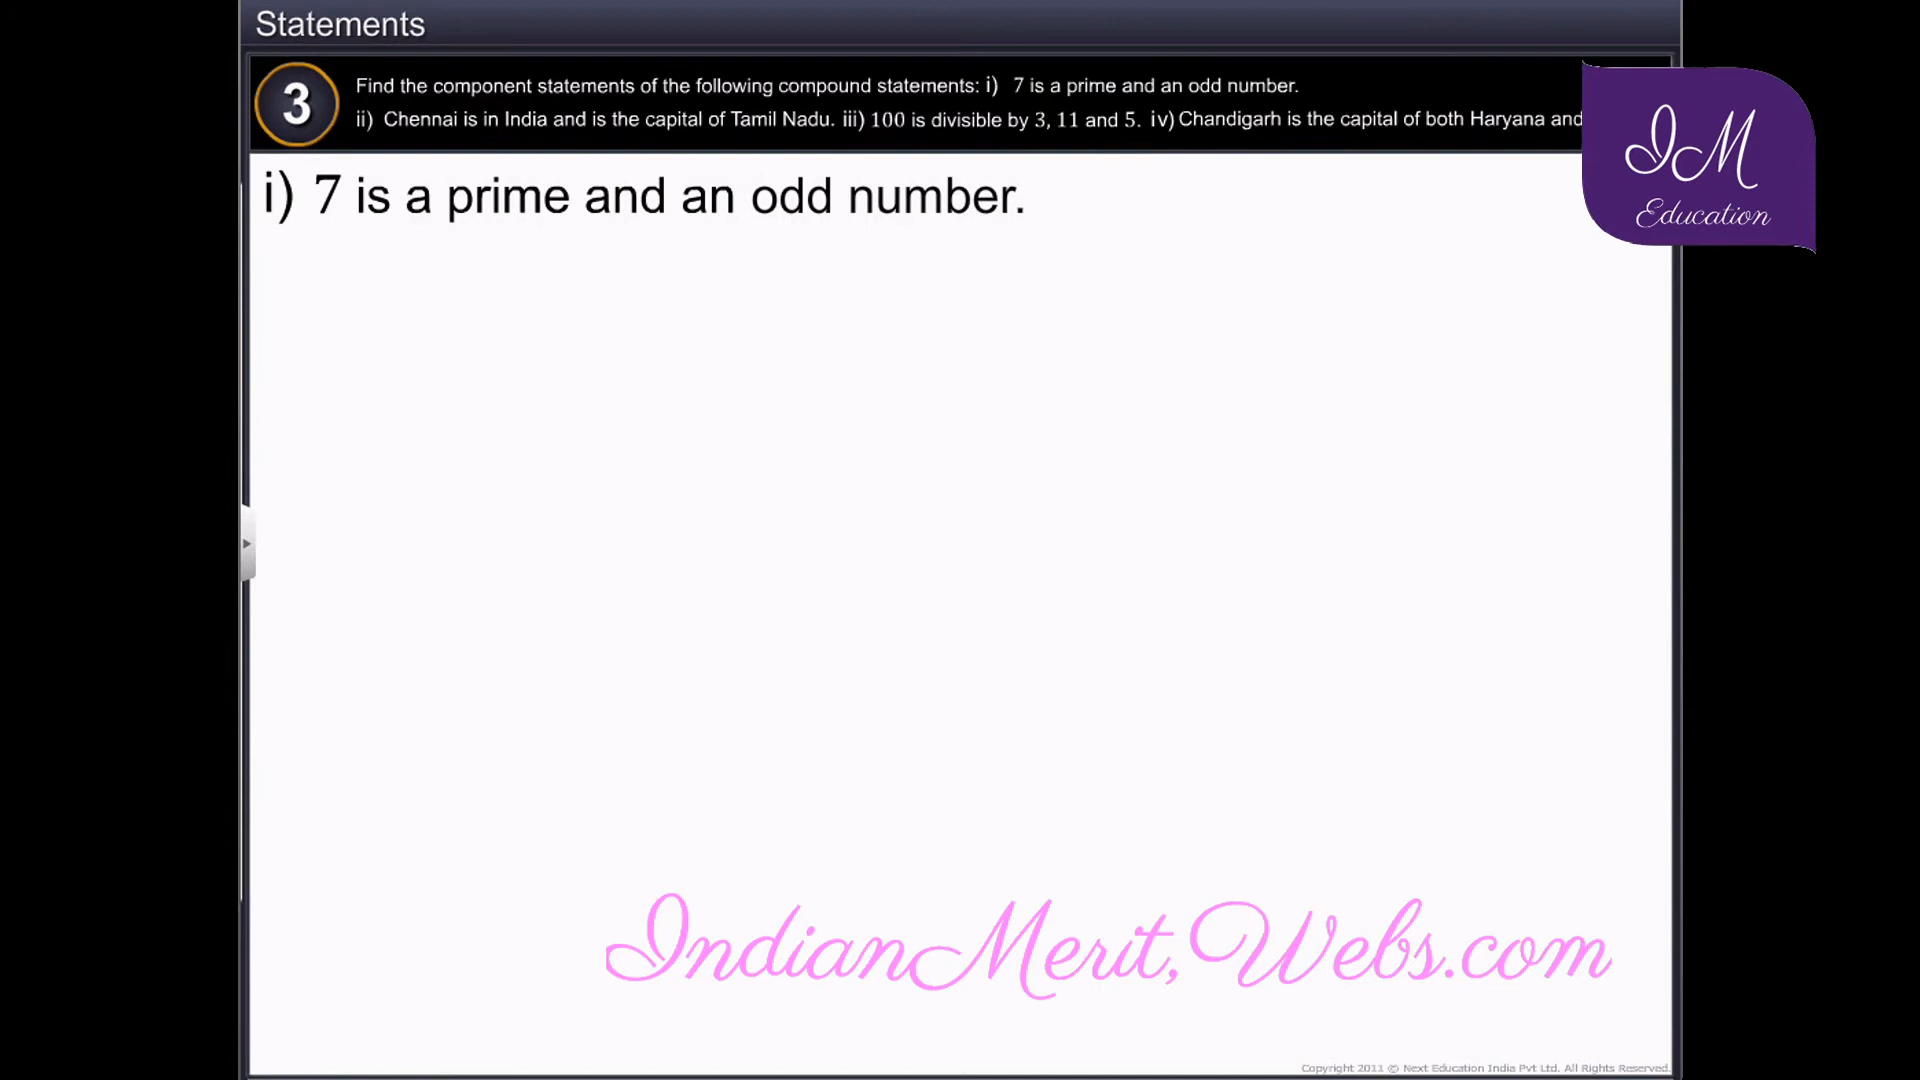 Statements
3
Find the component statements of the following compound statements: i) 7 is a prime and an odd number.
ii) Chennai is in India and is the capital of Tamil Nadu. iii) 100 is divisible by 3, 11 and 5. iv) Chandigarh is the capital of both Haryana and
IM
Education
i) 7 is a prime and an odd number.
IndianMerit,Webs.com
Copyright 2011 © Next Education India Pvt Ltd. All Rights Reserved.